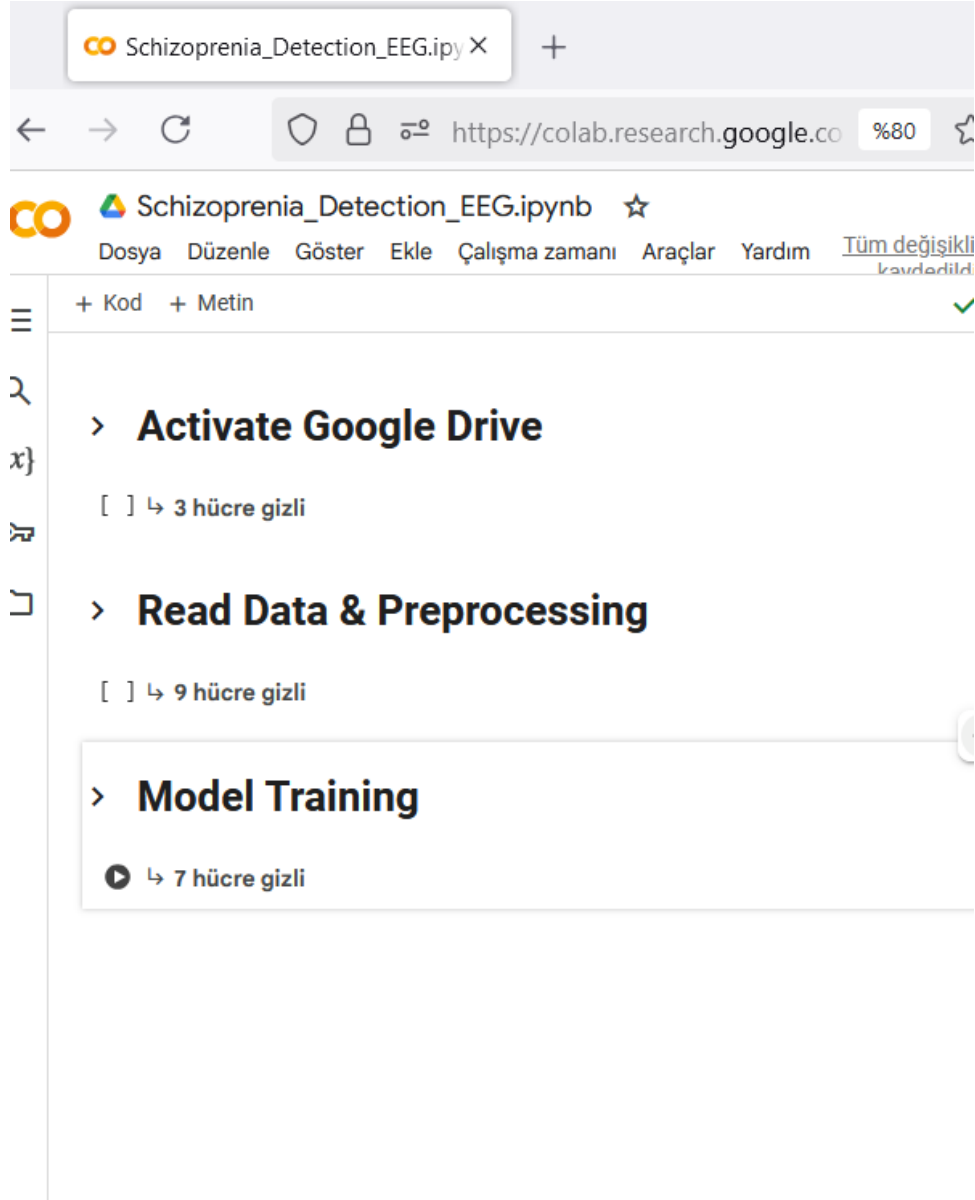 Schizoprenia_Detection_EEG.ipy
https://colab.research.google.co %80
Schizoprenia_Detection_EEG.ipynb
Dosya Düzenle Göster Ekle Çalışma zamanı Araçlar Yardım Tüm değişikli
kaydedildi
+ Kod + Metin
Activate Google Drive
[ ] ↳ 3 hücre gizli
Read Data & Preprocessing
[ ] ↳ 9 hücre gizli
Model Training
↳ 7 hücre gizli